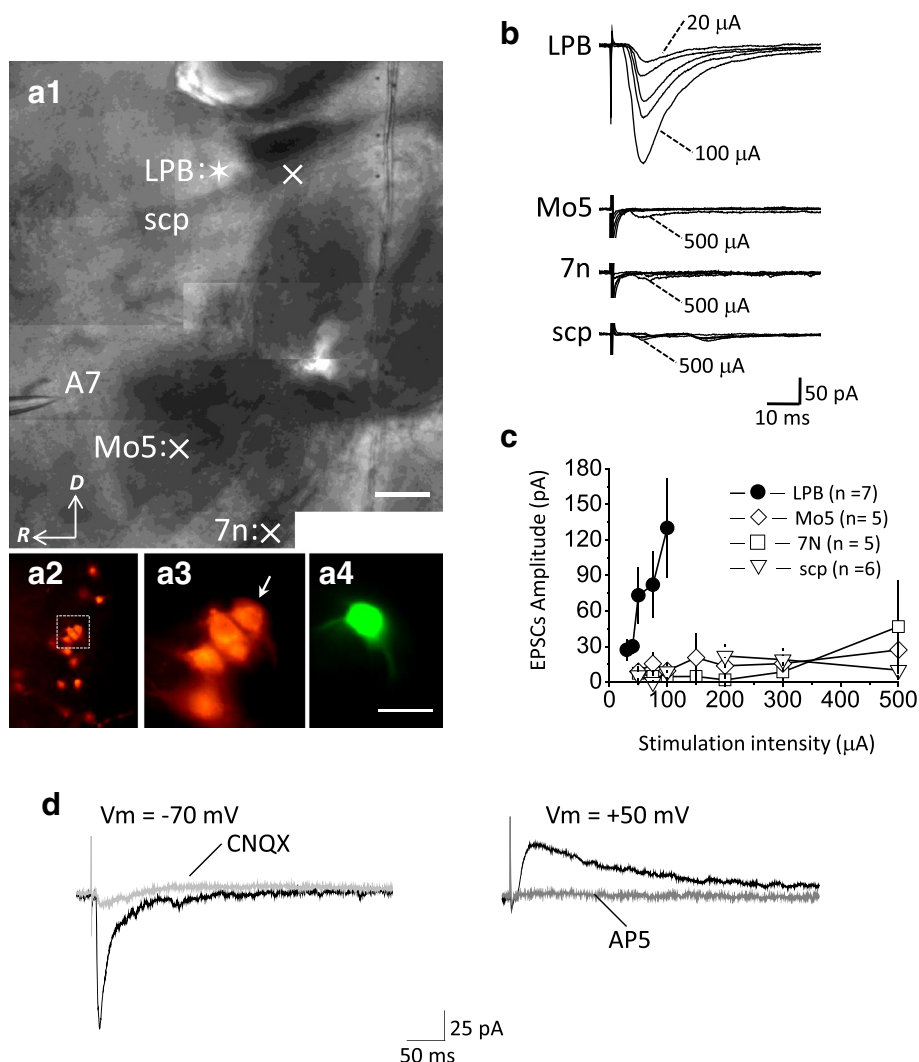 a1
LPB:
scp
A7
Mo5:
D
R
7n:
a2
a3
a4
b
LPB
20 μA
100 μA
Mo5
500 μA
7n
500 μA
scp
500 μA
50 pA
10 ms
c
EPSCs Amplitude (pA)
180
150
120
90
60
30
0
0
100
200
300
400
500
Stimulation intensity (μA)
LPB (n =7)
Mo5 (n= 5)
7N (n = 5)
scp (n =6)
d
Vm = -70 mV
CNQX
Vm = +50 mV
AP5
25 pA
50 ms